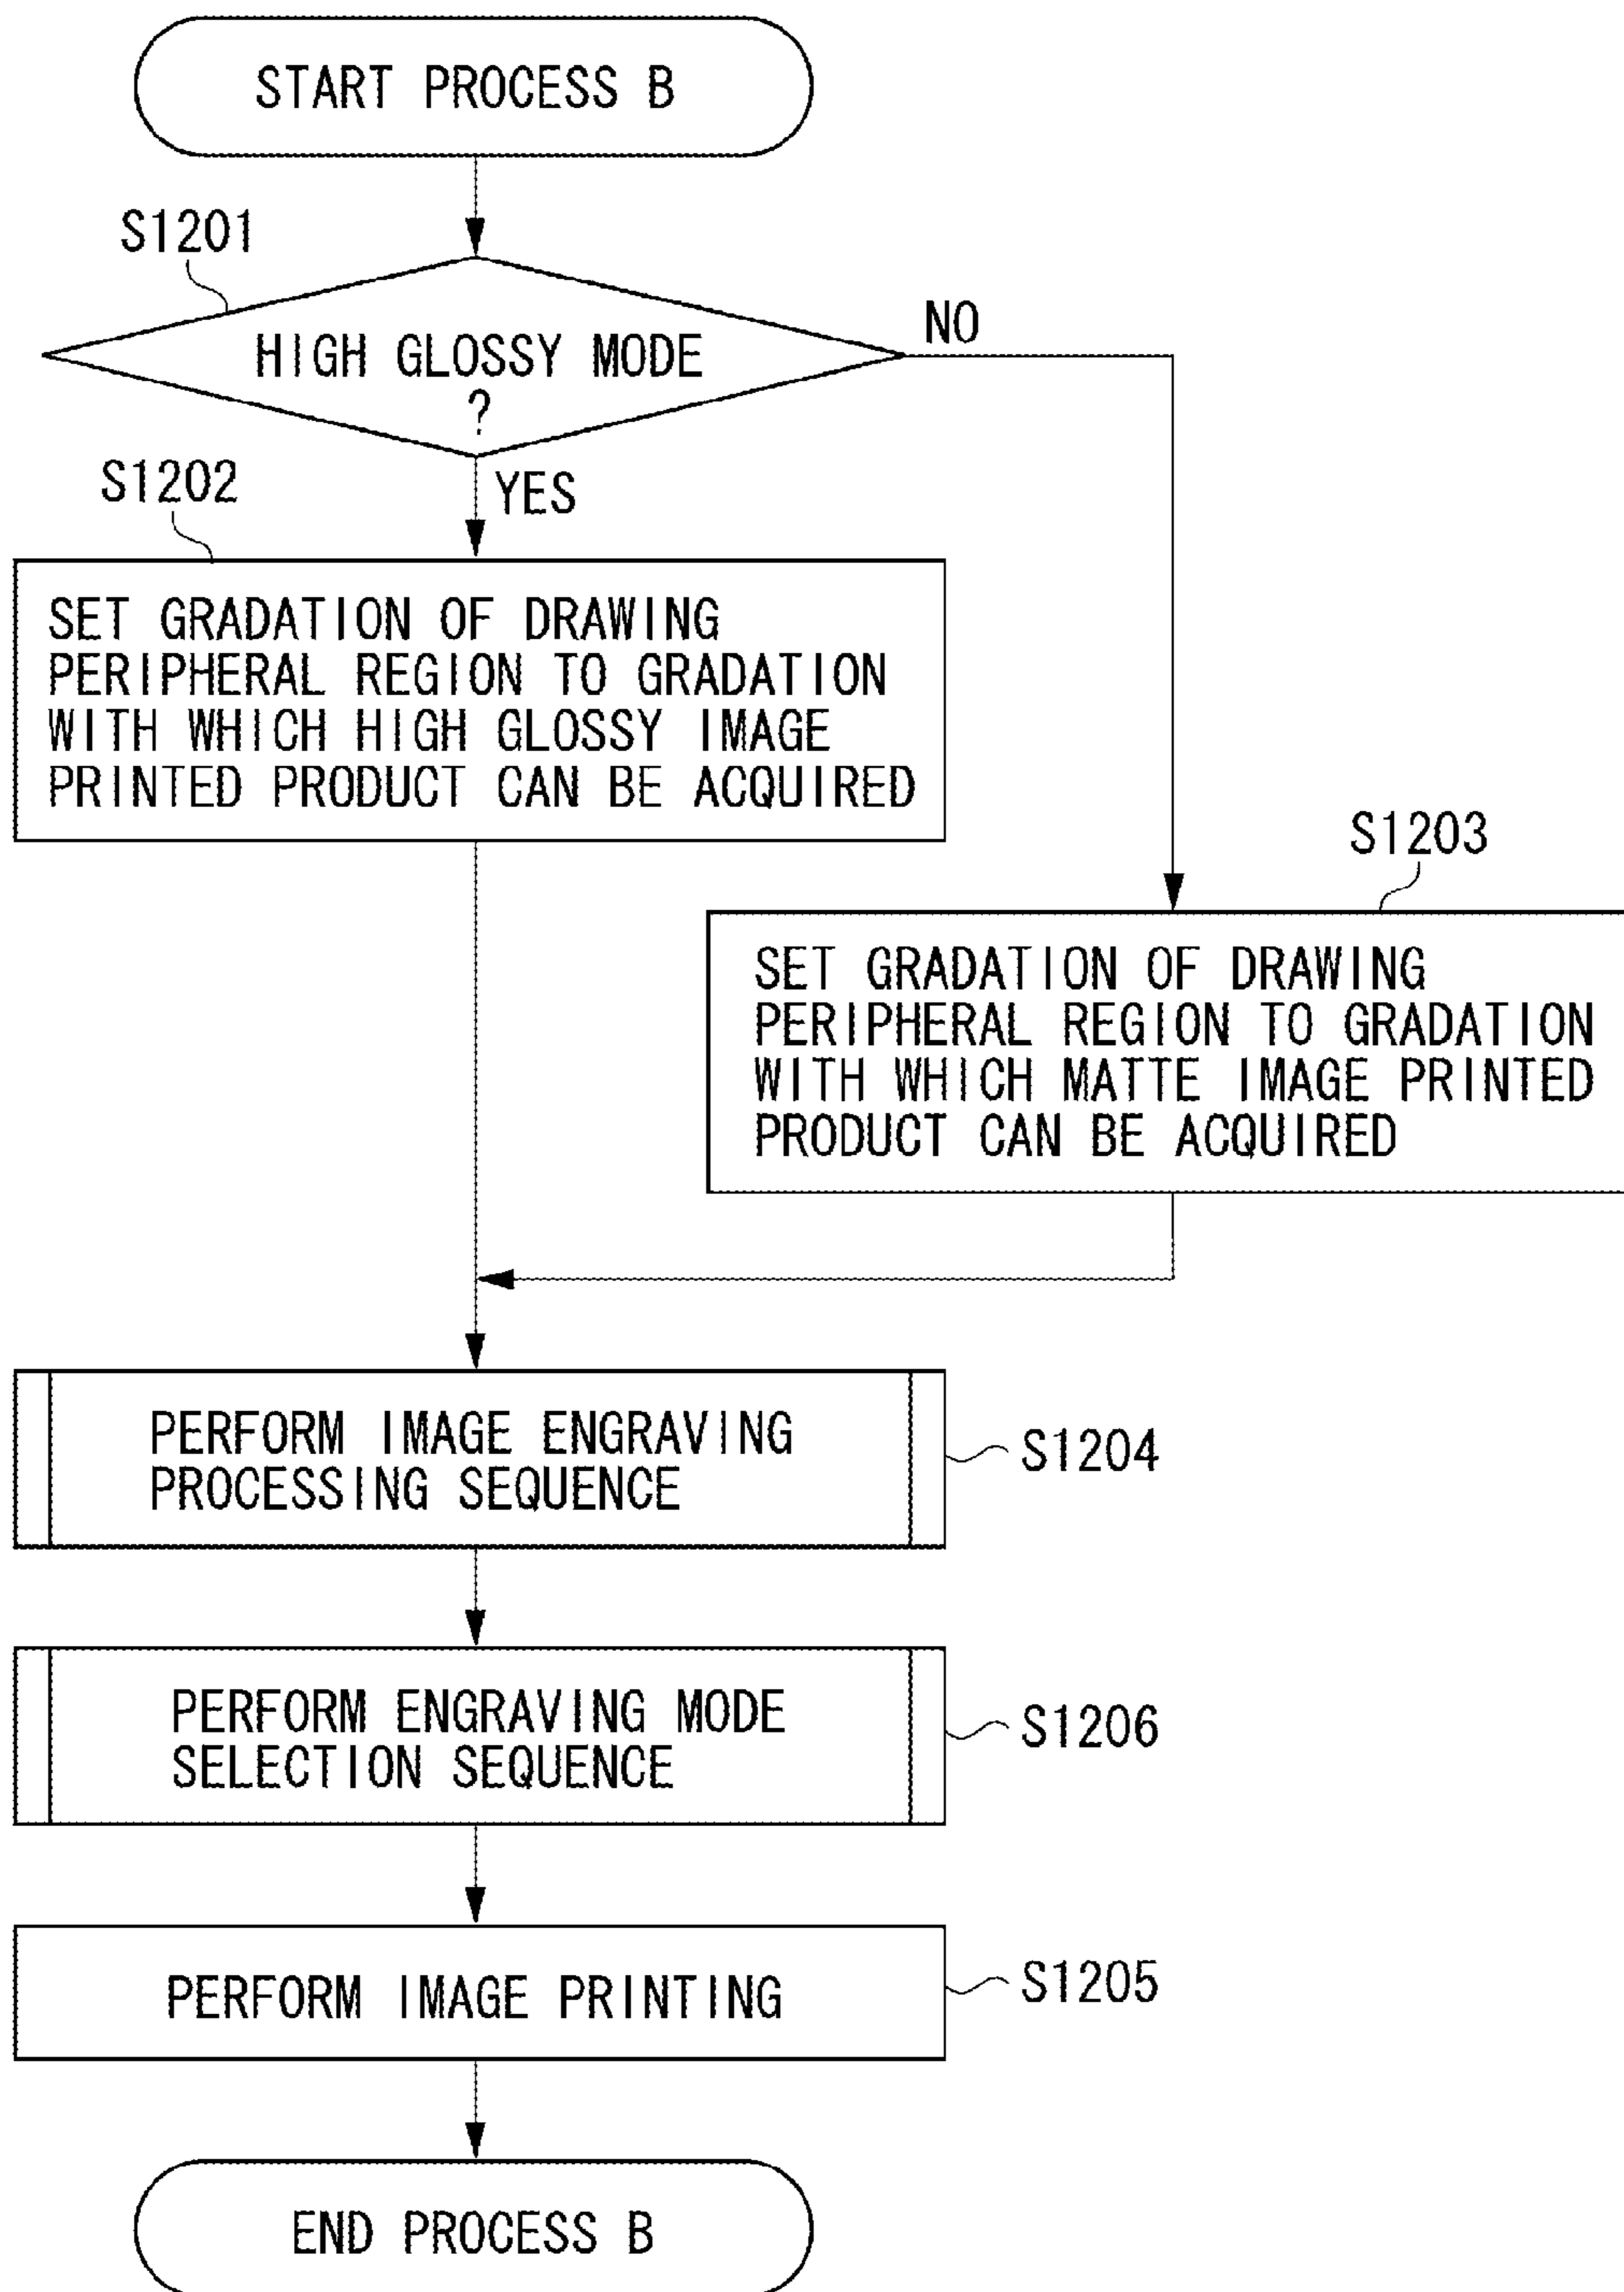 START PROCESS B
S1201
HIGH GLOSSY MODE
?
NO
YES
S1202
SET GRADATION OF DRAWING
PERIPHERAL REGION TO GRADATION
WITH WHICH HIGH GLOSSY IMAGE
PRINTED PRODUCT CAN BE ACQUIRED
S1203
SET GRADATION OF DRAWING
PERIPHERAL REGION TO GRADATION
WITH WHICH MATTE IMAGE PRINTED
PRODUCT CAN BE ACQUIRED
PERFORM IMAGE ENGRAVING
PROCESSING SEQUENCE
S1204
PERFORM ENGRAVING MODE
SELECTION SEQUENCE
S1206
PERFORM IMAGE PRINTING
S1205
END PROCESS B